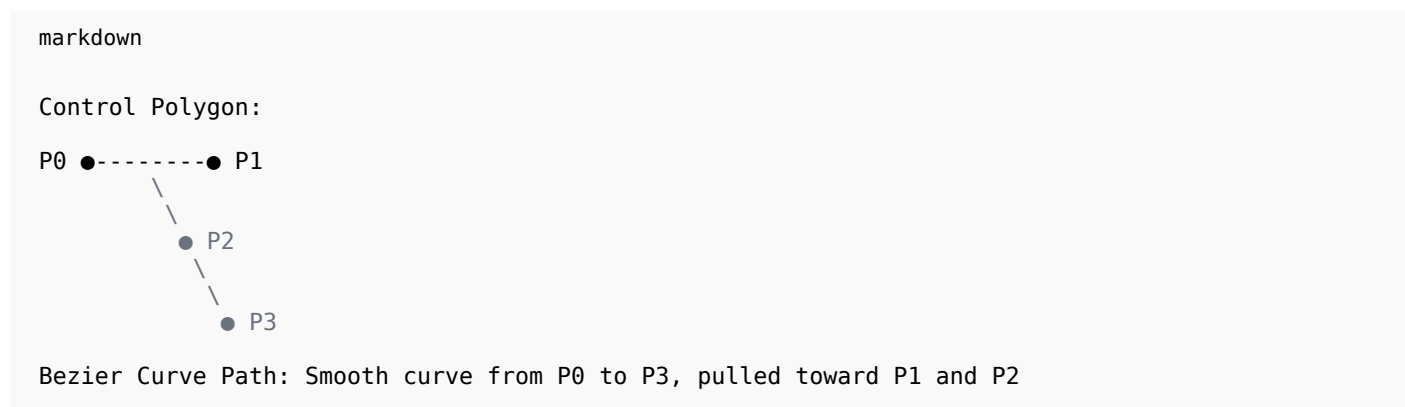 markdown
Control Polygon:
P0 ●--------● P1
\
\
● P2
\
\
● P3
Bezier Curve Path: Smooth curve from P0 to P3, pulled toward P1 and P2